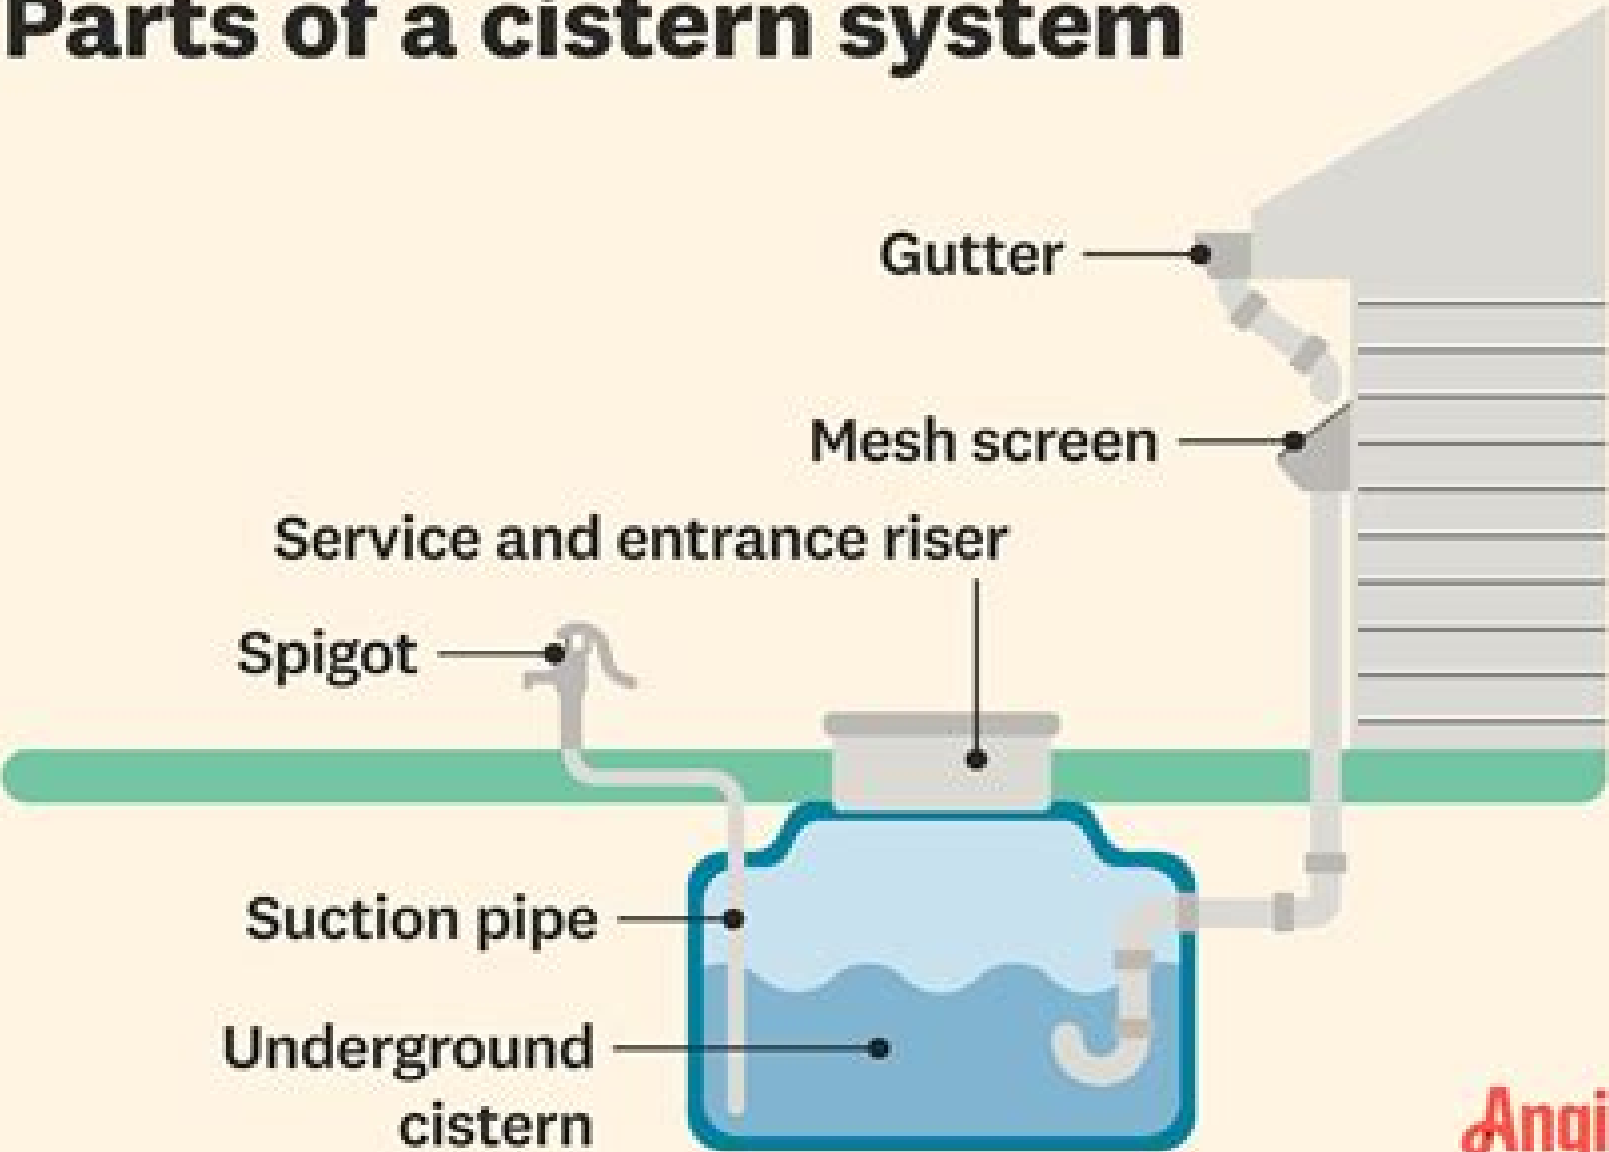 Parts of a cistern system
Gutter
Mesh screen
Service and entrance riser
Spigot
Suction pipe
Underground
cistern
Angi